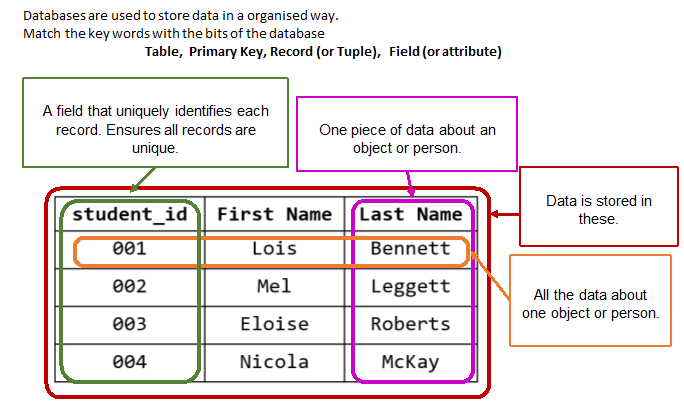 Databases are used to store data in a organised way.
Match the key words with the bits of the database
Table, Primary Key, Record (or Tuple), Field (or attribute)
A field that uniquely identifies each
record. Ensures all records are
unique.
One piece of data about an
object or person.
Data is stored in
these.
student_id First Name Last Name
001 Lois Bennett
002 Mel Leggett
003 Eloise Roberts
004 Nicola McKay
All the data about
one object or person.